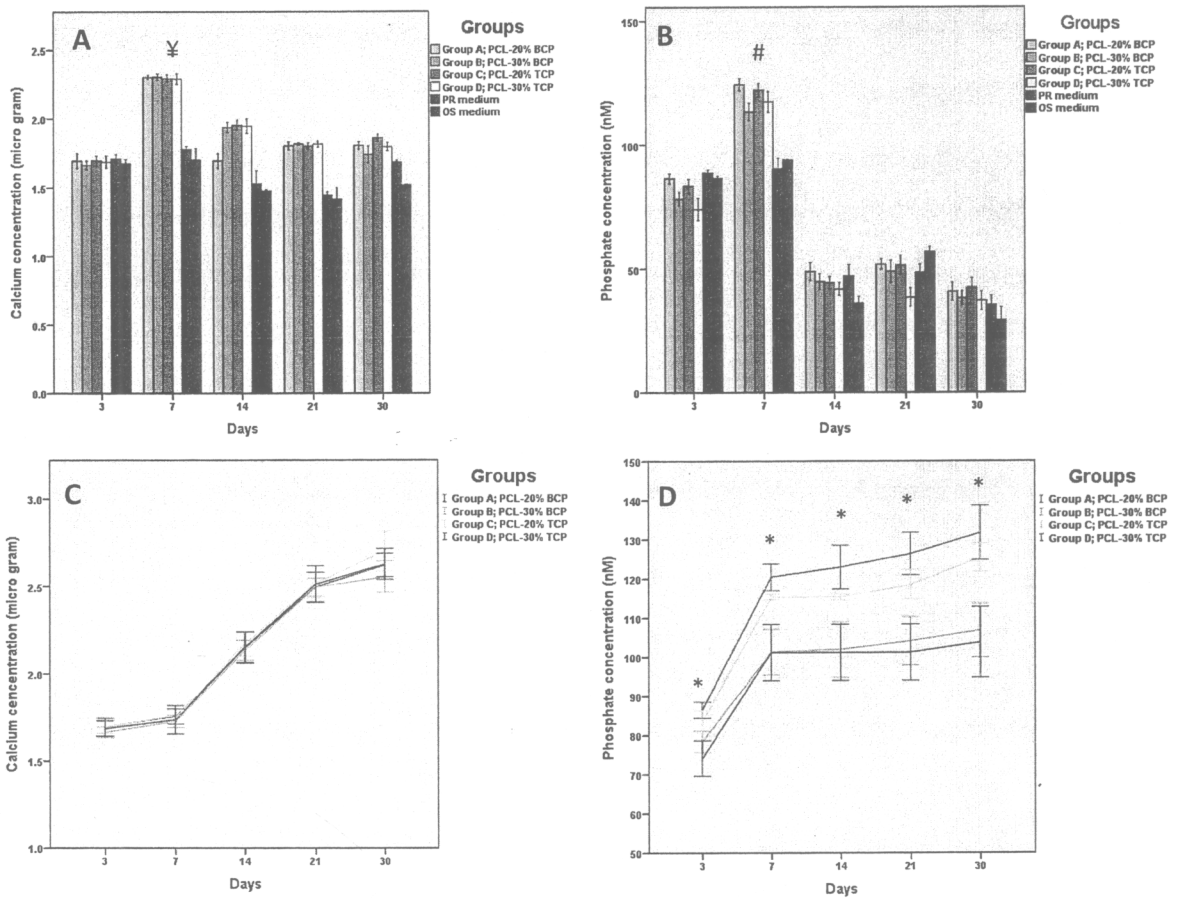 A
Groups
Group A; PCL-20% BCP
Group B; PCL-30% BCP
Group C; PCL-20% TCP
Group D; PCL-30% TCP
PR medium
OS medium
¥
2.5
2.0
1.5
1.0
0.5
0.0
Calcium concentration (micro gram)
3 7 14 21 30
Days
B
Groups
Group A; PCL-20% BCP
Group B; PCL-30% BCP
Group C; PCL-20% TCP
Group D; PCL-30% TCP
PR medium
OS medium
#
150
100
50
0
Phosphate concentration (nM)
3 7 14 21 30
Days
C
Groups
Group A; PCL-20% BCP
Group B; PCL-30% BCP
Group C; PCL-20% TCP
Group D; PCL-30% TCP
3.0
2.5
2.0
1.5
1.0
Calcium cencentration (micro gram)
3 7 14 21 30
Days
D
Groups
Group A; PCL-20% BCP
Group B; PCL-30% BCP
Group C; PCL-20% TCP
Group D; PCL-30% TCP
* * * * *
150
140
130
120
110
100
90
80
70
60
50
Phosphate concentration (nM)
3 7 14 21 30
Days